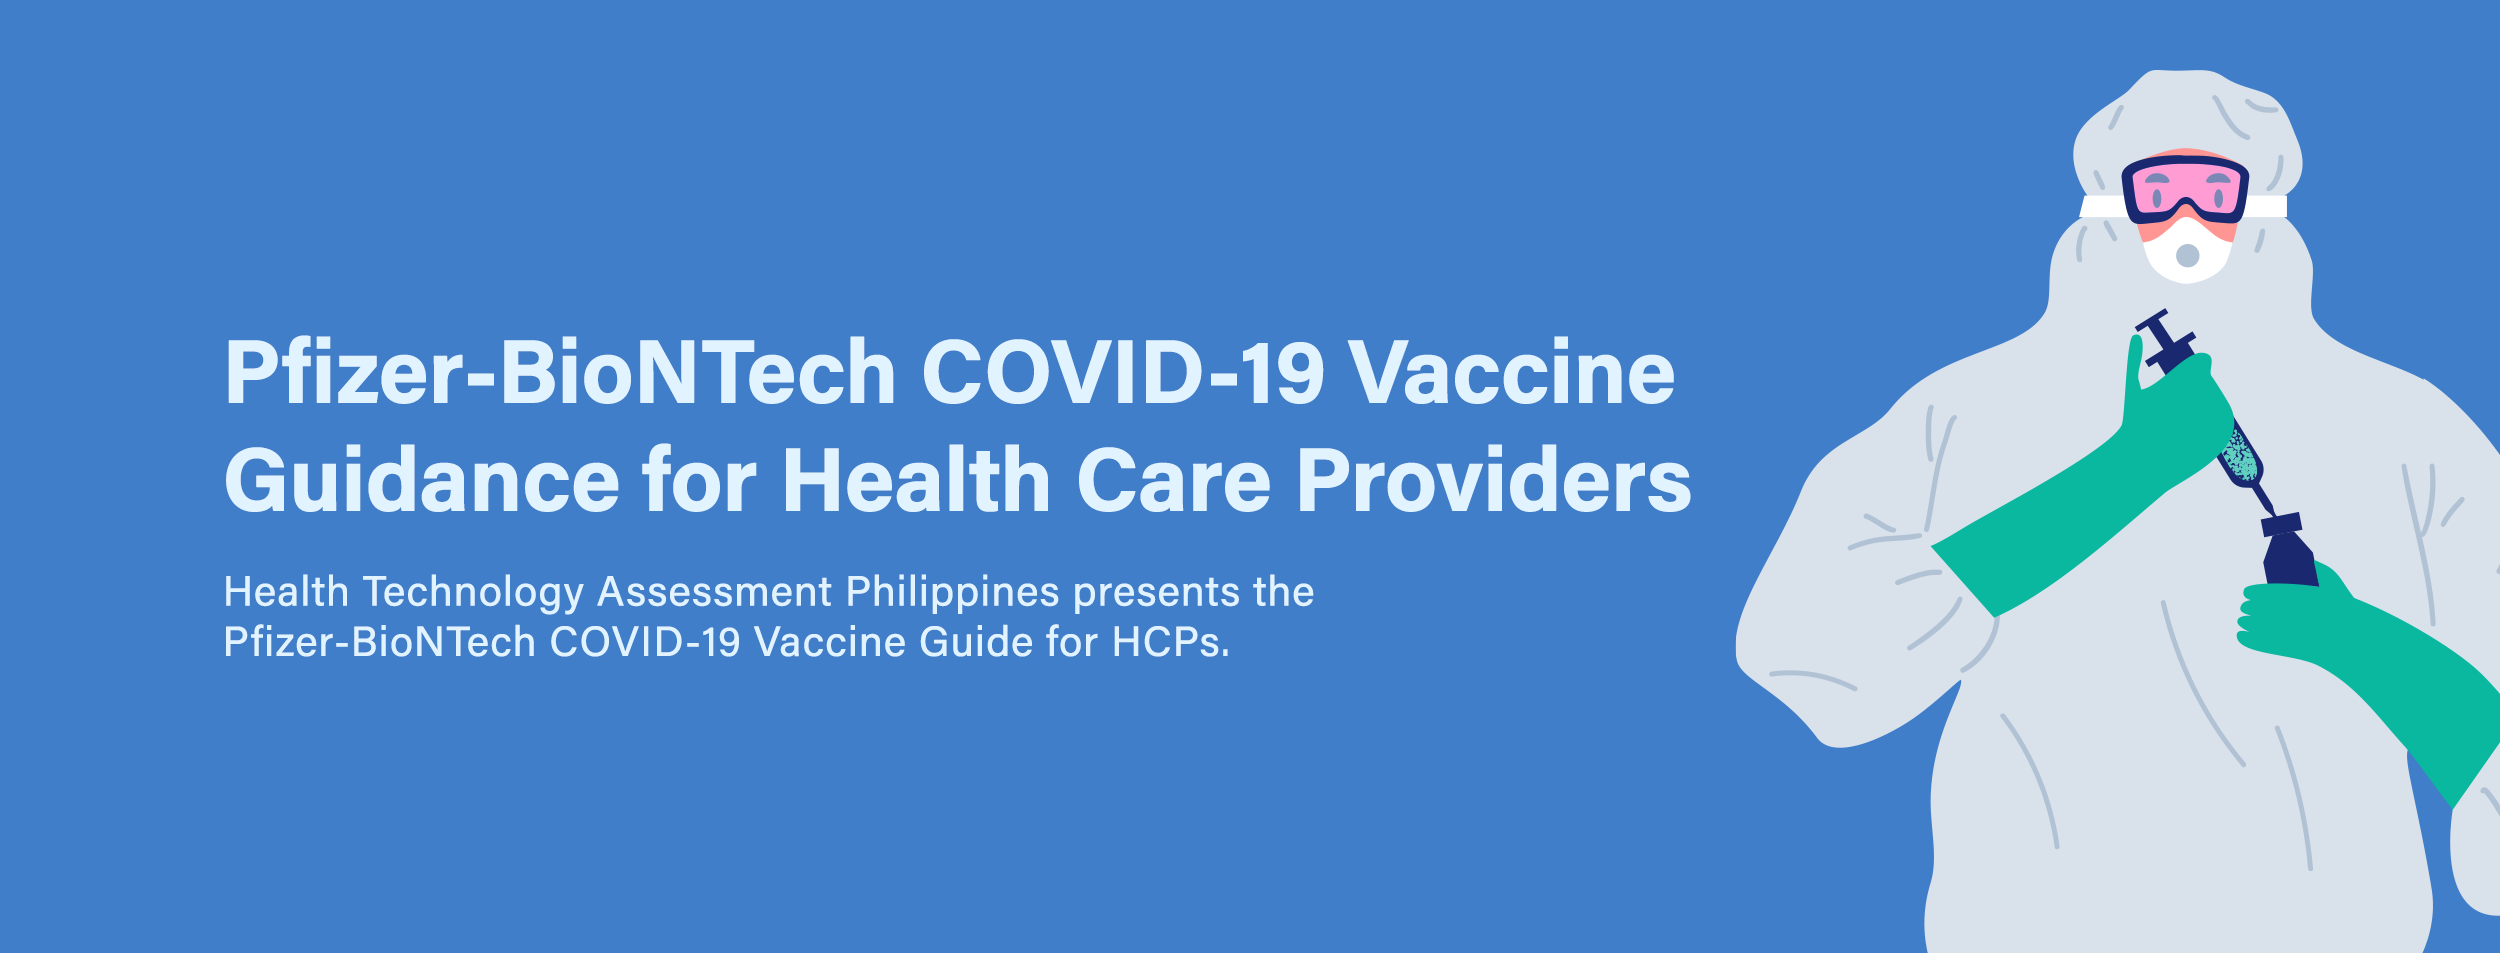 Pfizer-BioNTech COVID-19 Vaccine
Guidance for Health Care Providers
Health Technology Assessment Philippines presents the
Pfizer-BioNTech COVID-19 Vaccine Guide for HCPs.